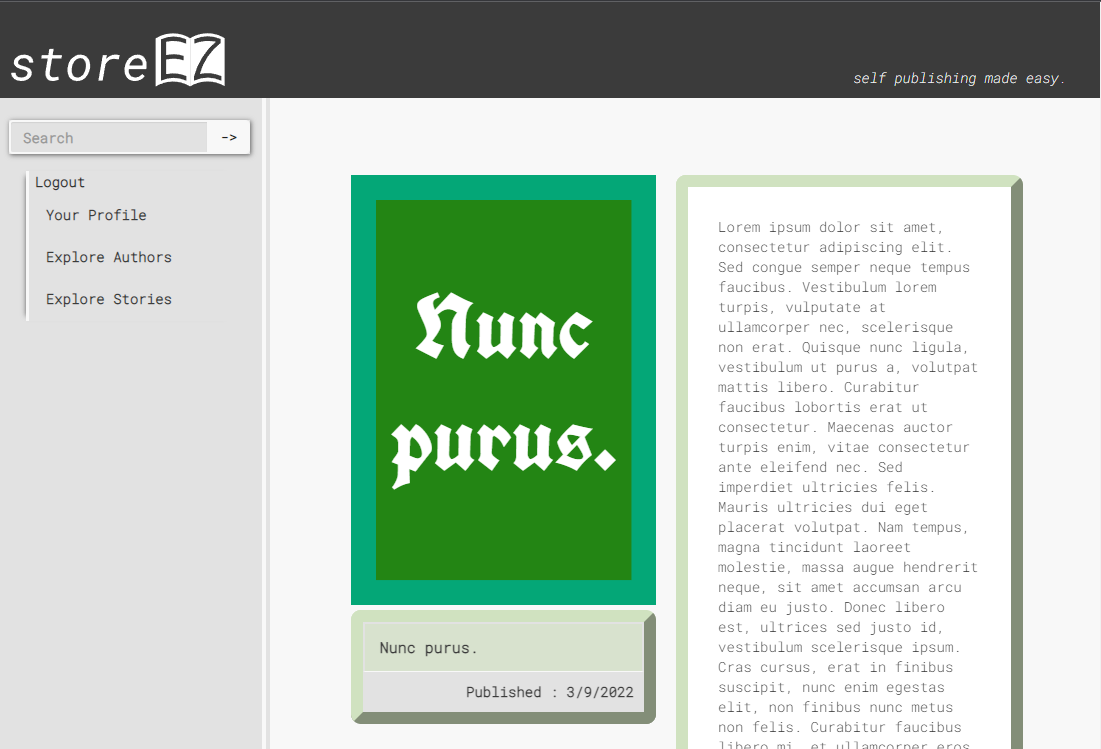 storeEZ
self publishing made easy.
Search
->
Logout
Your Profile
Explore Authors
Explore Stories
Nunc
purus.
Nunc purus.
Published : 3/9/2022
Lorem ipsum dolor sit amet,
consectetur adipiscing elit.
Sed congue semper neque tempus
faucibus. Vestibulum lorem
turpis, vulputate at
ullamcorper nec, scelerisque
non erat. Quisque nunc ligula,
vestibulum ut purus a, volutpat
mattis libero. Curabitur
faucibus lobortis erat ut
consectetur. Maecenas auctor
turpis enim, vitae consectetur
ante eleifend nec. Sed
imperdiet ultricies felis.
Mauris ultricies dui eget
placerat volutpat. Nam tempus,
magna tincidunt laoreet
molestie, massa augue hendrerit
neque, sit amet accumsan arcu
diam eu justo. Donec libero
est, ultrices sed justo id,
vestibulum scelerisque ipsum.
Cras cursus, erat in finibus
suscipit, nunc enim egestas
elit, non finibus nunc metus
non felis. Curabitur faucibus
libero mi, et ullamcorper eros